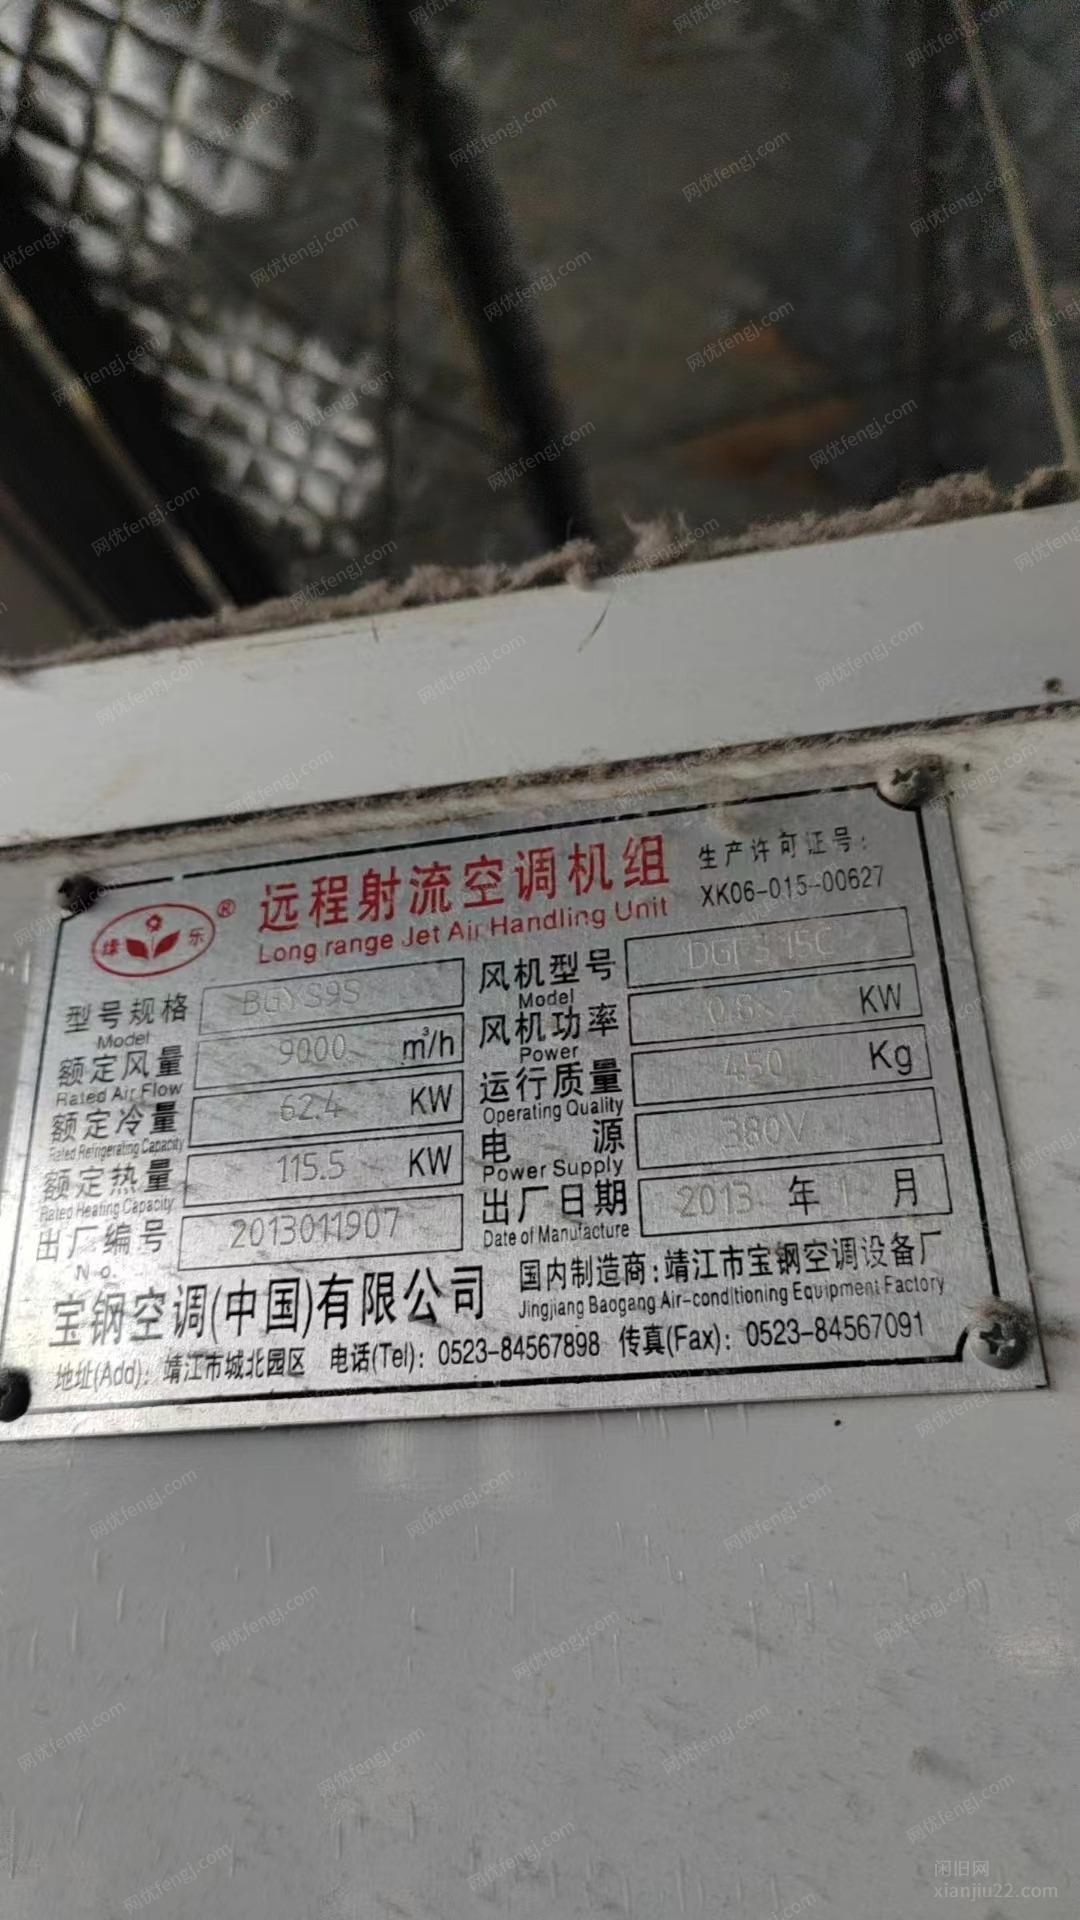 绿 乐 ®
远程射流空调机组
Long range Jet Air Handling Unit
生产许可证号：
XK06-015-00627
型号规格 BGYS9S
Model
额定风量 9000 m³/h
Rated Air Flow
额定冷量 62.4 KW
Rated Refrigerating Capacity
额定热量 115.5 KW
Rated Heating Capacity
出厂编号 2013011907
No.
风机型号
Model
风机功率 KW
Power
运行质量 450 Kg
Operating Quality
电 源 380V
Power Supply
出厂日期 2013 年 月
Date of Manufacture
宝钢空调(中国)有限公司
国内制造商：靖江市宝钢空调设备厂
Jingjiang Baogang Air-conditioning Equipment Factory
地址(Add)：靖江市城北园区 电话(Tel)：0523-84567898 传真(Fax)：0523-84567091
网优fengj.com
闲旧网
xianjiu22.com